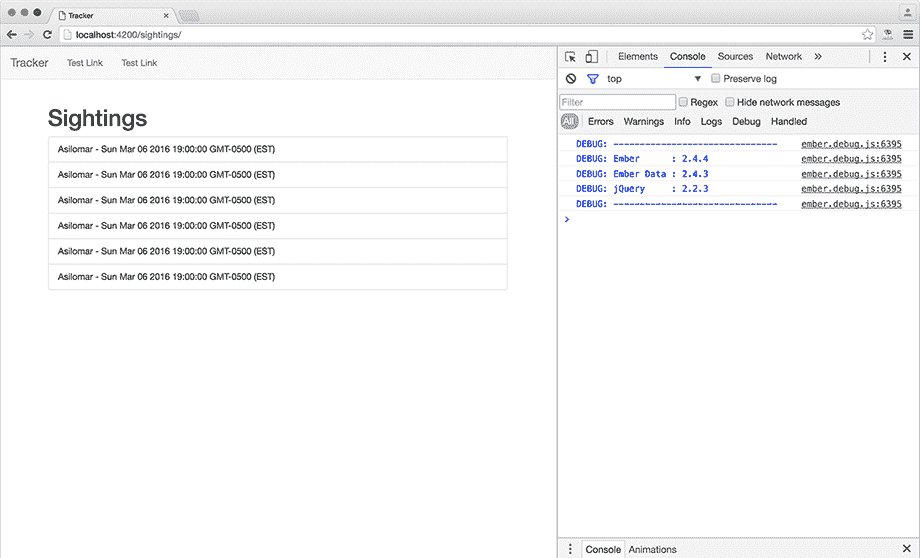 Tracker
localhost:4200/sightings/
Tracker Test Link Test Link
Sightings
Asilomar - Sun Mar 06 2016 19:00:00 GMT-0500 (EST)
Asilomar - Sun Mar 06 2016 19:00:00 GMT-0500 (EST)
Asilomar - Sun Mar 06 2016 19:00:00 GMT-0500 (EST)
Asilomar - Sun Mar 06 2016 19:00:00 GMT-0500 (EST)
Asilomar - Sun Mar 06 2016 19:00:00 GMT-0500 (EST)
Asilomar - Sun Mar 06 2016 19:00:00 GMT-0500 (EST)
Elements Console Sources Network »
top Preserve log
Filter Regex Hide network messages
All Errors Warnings Info Logs Debug Handled
DEBUG: ------------------------------- ember.debug.js:6395
DEBUG: Ember : 2.4.4 ember.debug.js:6395
DEBUG: Ember Data : 2.4.3 ember.debug.js:6395
DEBUG: jQuery : 2.2.3 ember.debug.js:6395
DEBUG: ------------------------------- ember.debug.js:6395
>
Console Animations